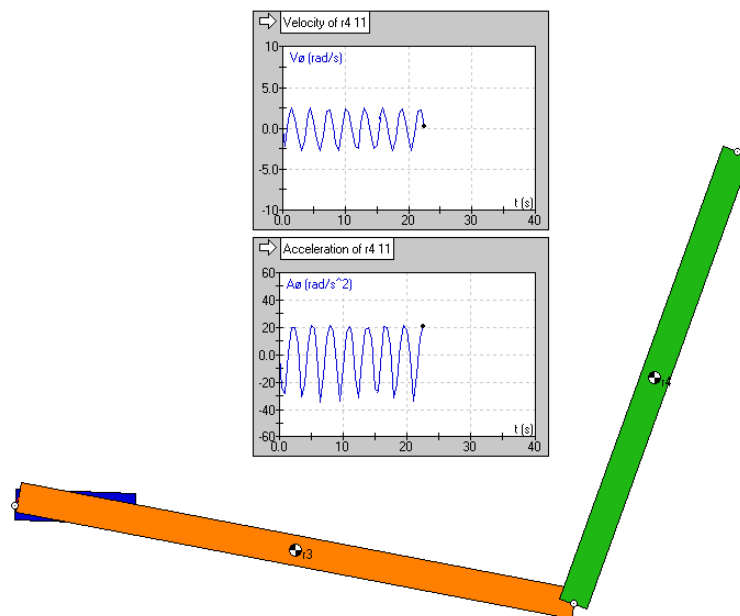 Velocity of r4 11
Vø (rad/s)
10
5.0
0.0
-5.0
-10
0.0 10 20 30 40
t (s)
Acceleration of r4 11
Aø (rad/s^2)
60
40
20
0.0
-20
-40
-60
0.0 10 20 30 40
t (s)
r4
r3